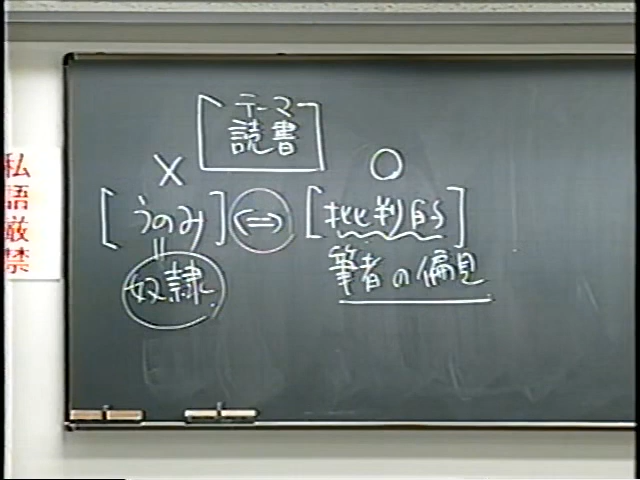 テーマ
読書
× ○
[うのみ] ⇔ [批判的]
=
奴隷 筆者の偏見
私語厳禁